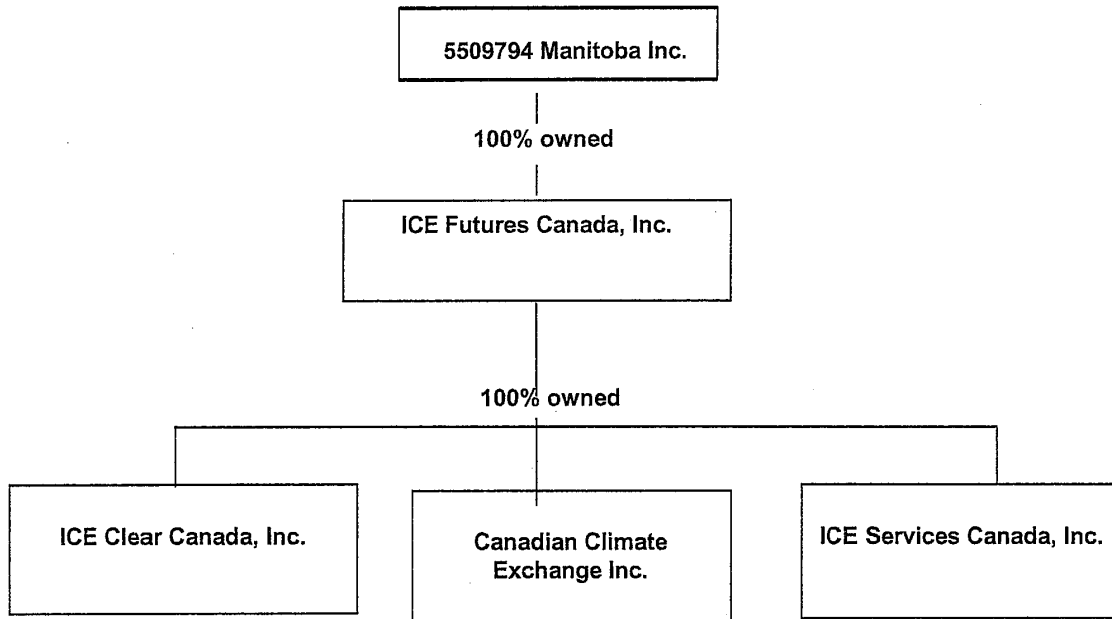 5509794 Manitoba Inc.
100% owned
ICE Futures Canada, Inc.
100% owned
ICE Clear Canada, Inc.
Canadian Climate
Exchange Inc.
ICE Services Canada, Inc.